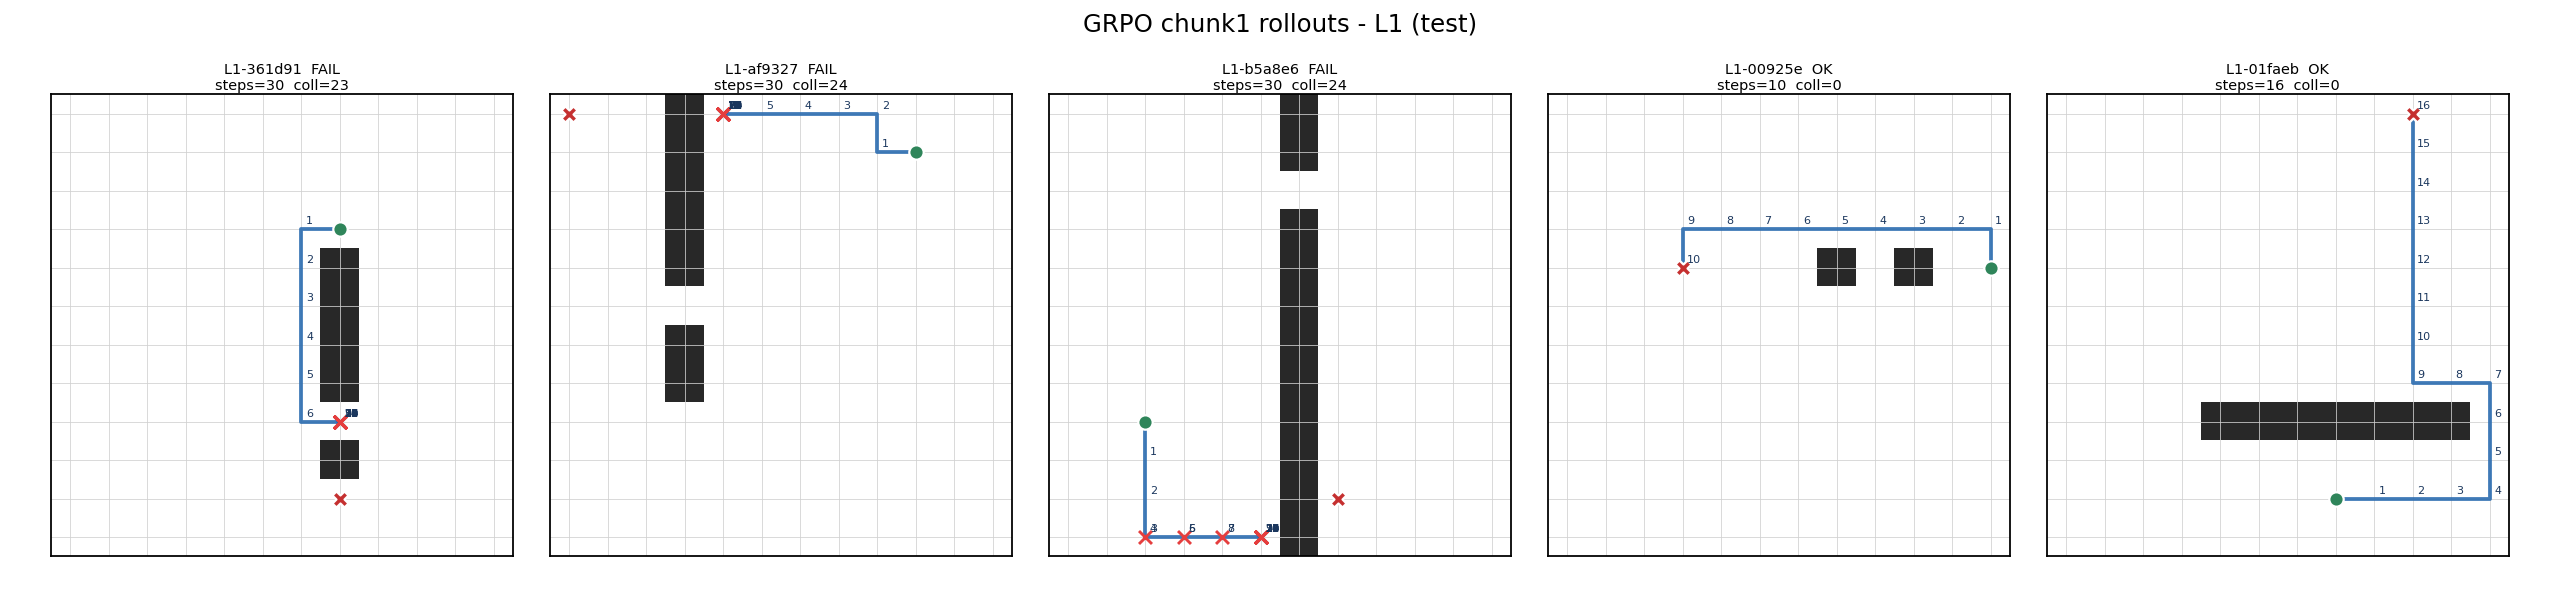 GRPO chunk1 rollouts - L1 (test)
L1-361d91 FAIL
steps=30 coll=23
1
2
3
4
5
6
L1-af9327 FAIL
steps=30 coll=24
5 4 3 2
1
L1-b5a8e6 FAIL
steps=30 coll=24
1
2
L1-00925e OK
steps=10 coll=0
9 8 7 6 5 4 3 2 1
10
L1-01faeb OK
steps=16 coll=0
16
15
14
13
12
11
10
9 8 7
6
5
1 2 3 4